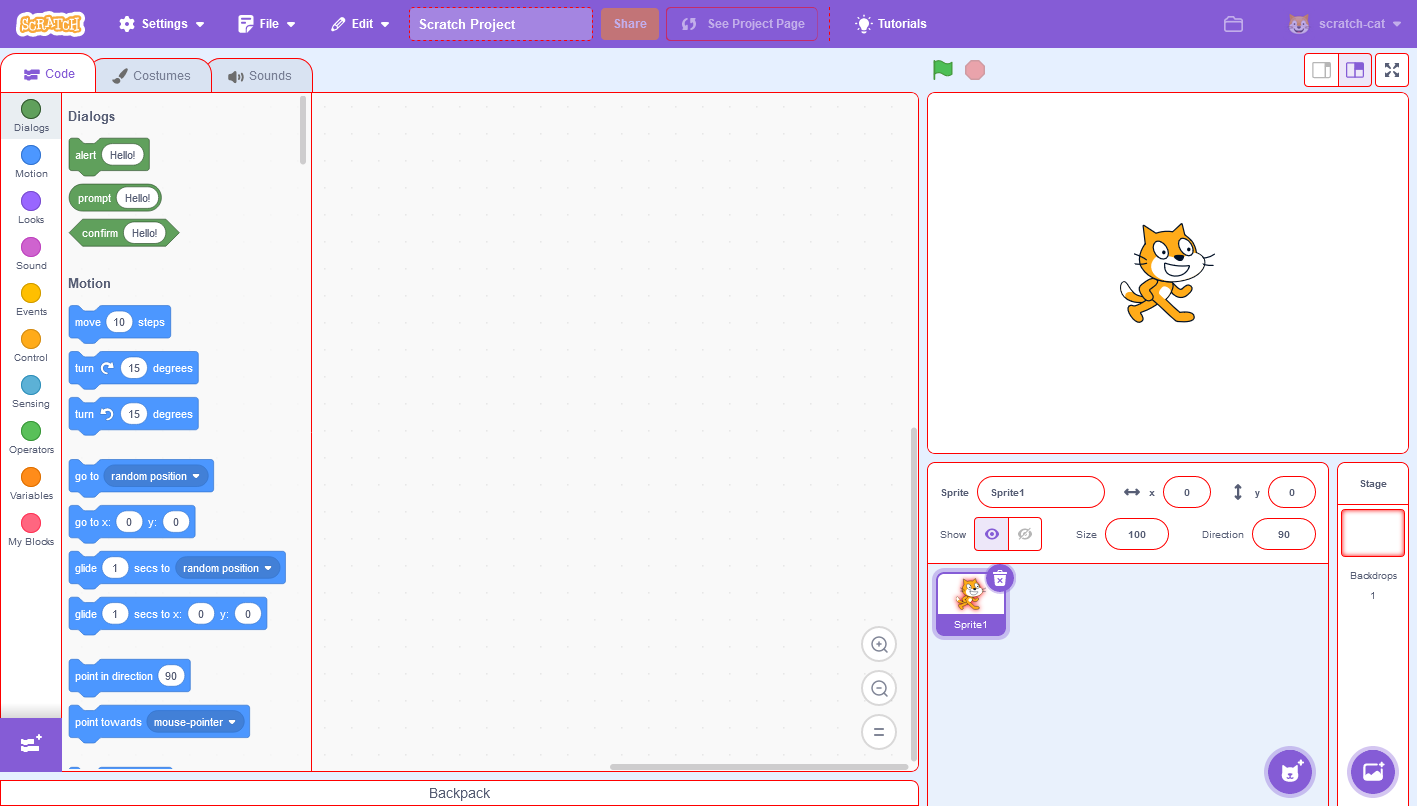 SCRATCH Settings File Edit Scratch Project Share See Project Page Tutorials scratch-cat
Code Costumes Sounds
Dialogs
Motion
Looks
Sound
Events
Control
Sensing
Operators
Variables
My Blocks
Dialogs
alert Hello!
prompt Hello!
confirm Hello!
Motion
move 10 steps
turn 15 degrees
turn 15 degrees
go to random position
go to x: 0 y: 0
glide 1 secs to random position
glide 1 secs to x: 0 y: 0
point in direction 90
point towards mouse-pointer
Backpack
Sprite Sprite1 x 0 y 0
Show Size 100 Direction 90
Sprite1
Stage
Backdrops
1